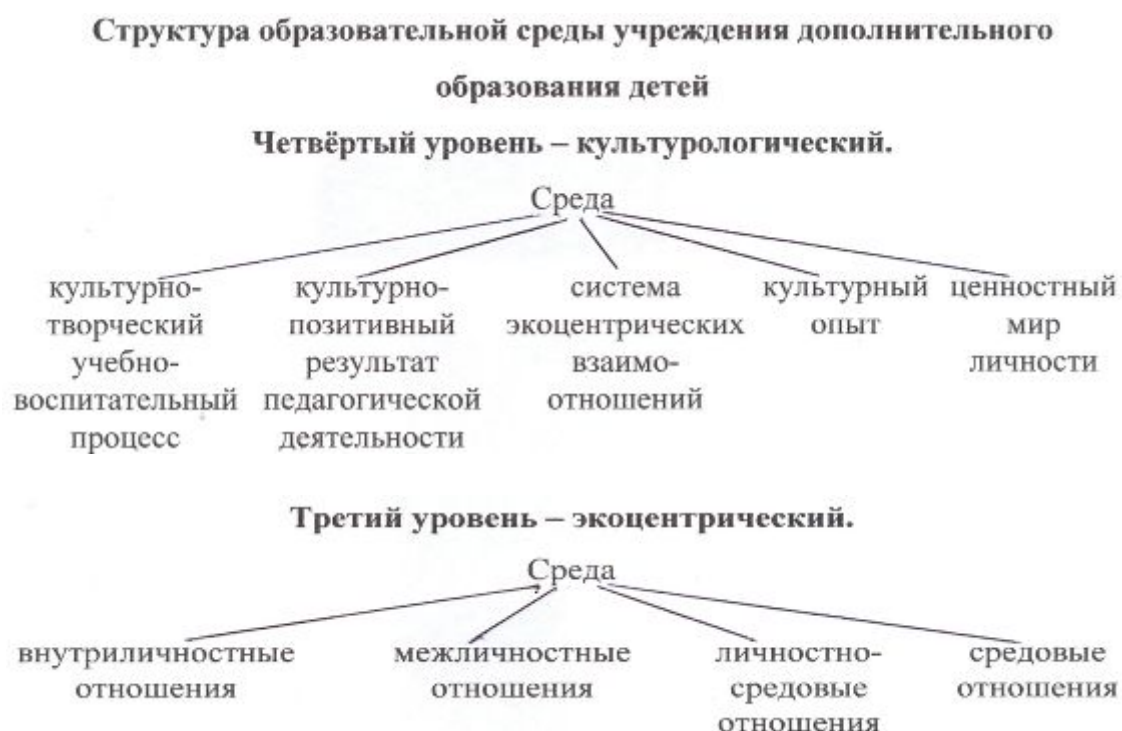 Структура образовательной среды учреждения дополнительного
образования детей
Четвёртый уровень – культурологический.
Среда
культурно-
творческий
учебно-
воспитательный
процесс
культурно-
позитивный
результат
педагогической
деятельности
система
экоцентрических
взаимо-
отношений
культурный
опыт
ценностный
мир
личности
Третий уровень – экоцентрический.
Среда
внутриличностные
отношения
межличностные
отношения
личностно-
средовые
отношения
средовые
отношения